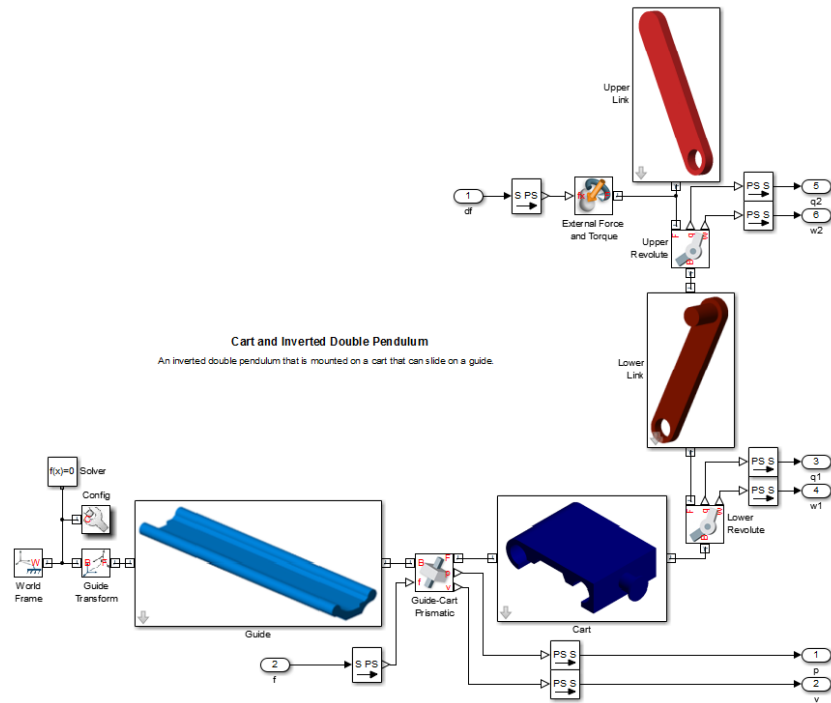 Upper
Link
1
df
S PS
fx
External Force
and Torque
PS S
5
q2
PS S
6
w2
F
q
w
B
Upper
Revolute
Cart and Inverted Double Pendulum
An inverted double pendulum that is mounted on a cart that can slide on a guide.
Lower
Link
PS S
3
q1
PS S
4
w1
F
q
w
B
Lower
Revolute
f(x)=0
Solver
Config
C
W
World
Frame
B
F
Guide
Transform
Guide
B
F
f
p
v
Guide-Cart
Prismatic
Cart
2
f
S PS
PS S
1
p
PS S
2
v